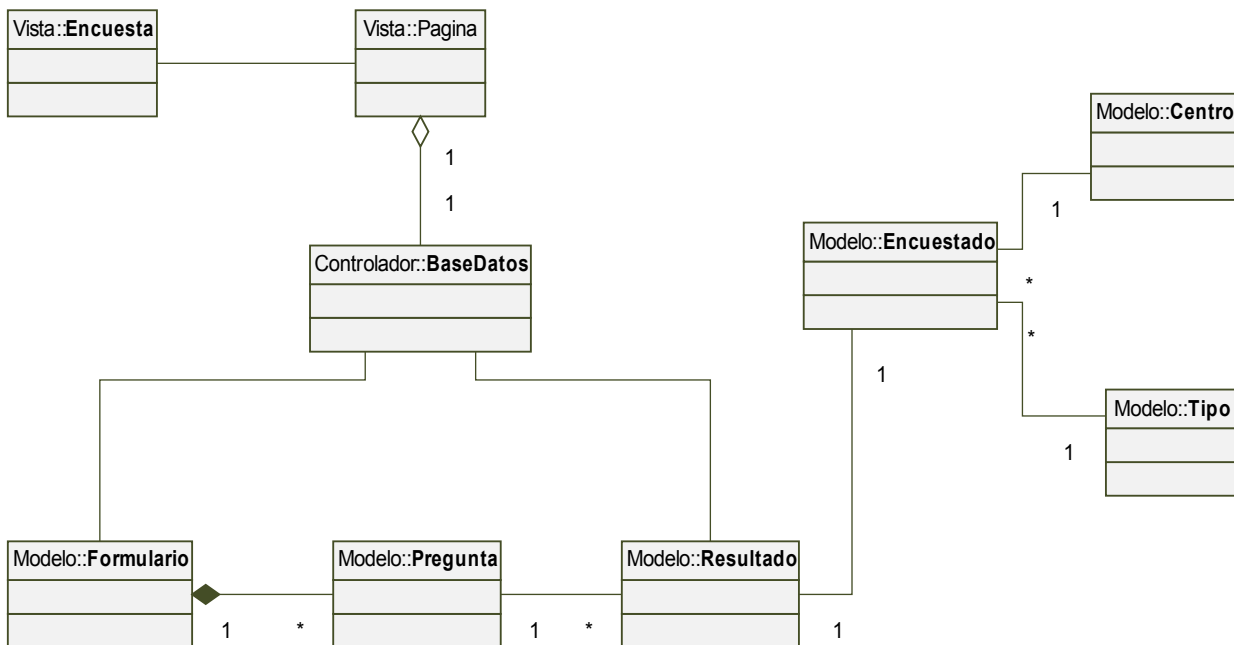 Vista::Encuesta
Vista::Pagina
Modelo::Centro
1
1
1
Modelo::Encuestado
Controlador::BaseDatos
*
*
1
Modelo::Tipo
1
Modelo::Formulario
Modelo::Pregunta
Modelo::Resultado
1
*
1
*
1